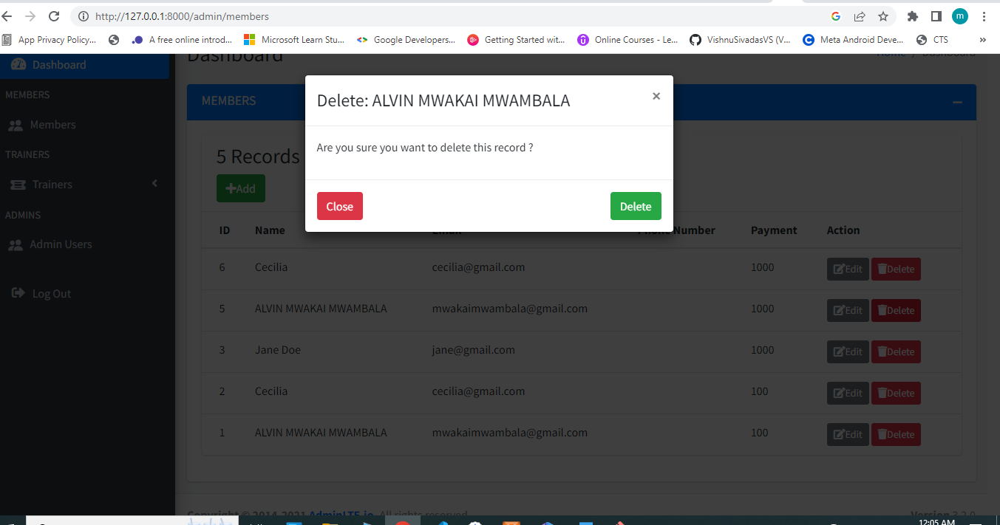 http://127.0.0.1:8000/admin/members
m
App Privacy Policy... A free online introd... Microsoft Learn Stu... Google Developers... Getting Started wit... Online Courses - Le... VishnuSivadasVS (V... Meta Android Deve... CTS »
Dashboard
Home / Dashboard
Dashboard
MEMBERS
Members
TRAINERS
Trainers
ADMINS
Admin Users
Log Out
MEMBERS
Delete: ALVIN MWAKAI MWAMBALA ×
Are you sure you want to delete this record ?
Close Delete
5 Records
Add
ID Name Email Phone Number Payment Action
6 Cecilia cecilia@gmail.com 1000 Edit Delete
5 ALVIN MWAKAI MWAMBALA mwakaimwambala@gmail.com 1000 Edit Delete
3 Jane Doe jane@gmail.com 1000 Edit Delete
2 Cecilia cecilia@gmail.com 100 Edit Delete
1 ALVIN MWAKAI MWAMBALA mwakaimwambala@gmail.com 100 Edit Delete
Copyright © 2014-2021 AdminLTE.io. All rights reserved.
Version 3.2.0
12:05 AM